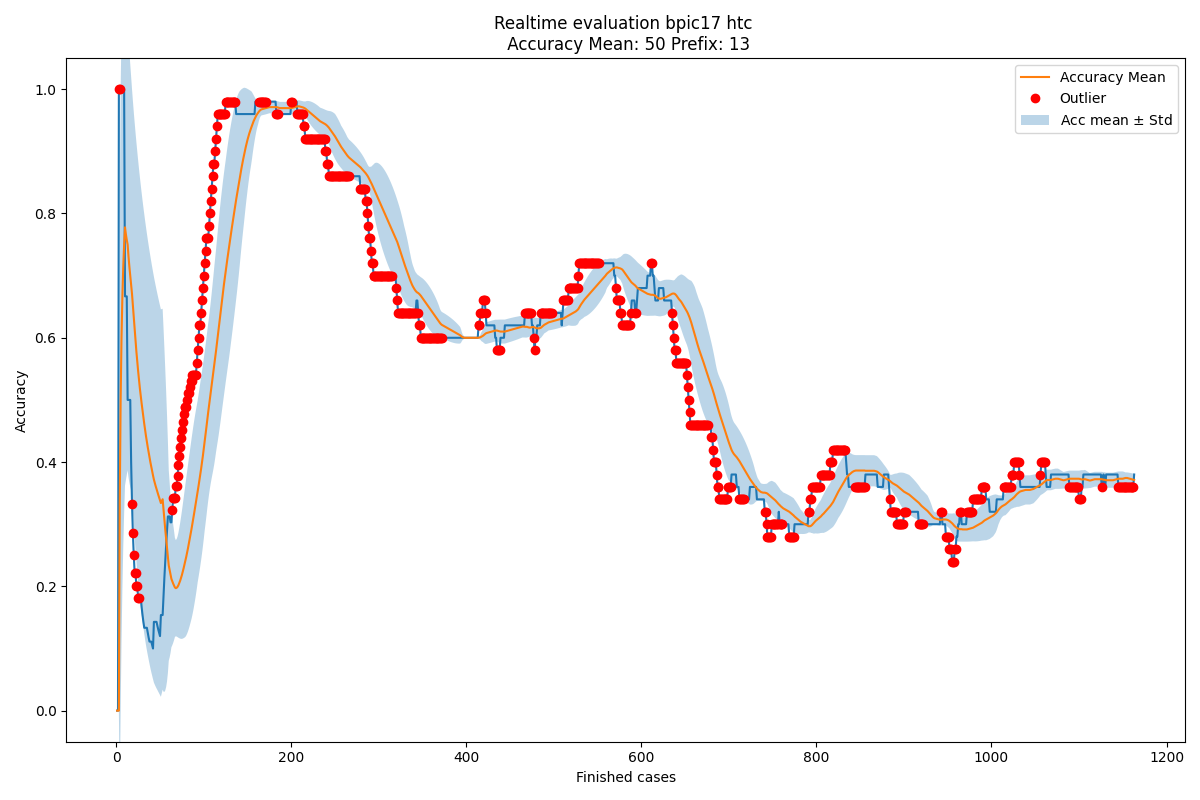 Realtime evaluation bpic17 htc
Accuracy Mean: 50 Prefix: 13
Accuracy Mean
Outlier
Acc mean ± Std
Accuracy
1.0
0.8
0.6
0.4
0.2
0.0
0
200
400
600
800
1000
1200
Finished cases